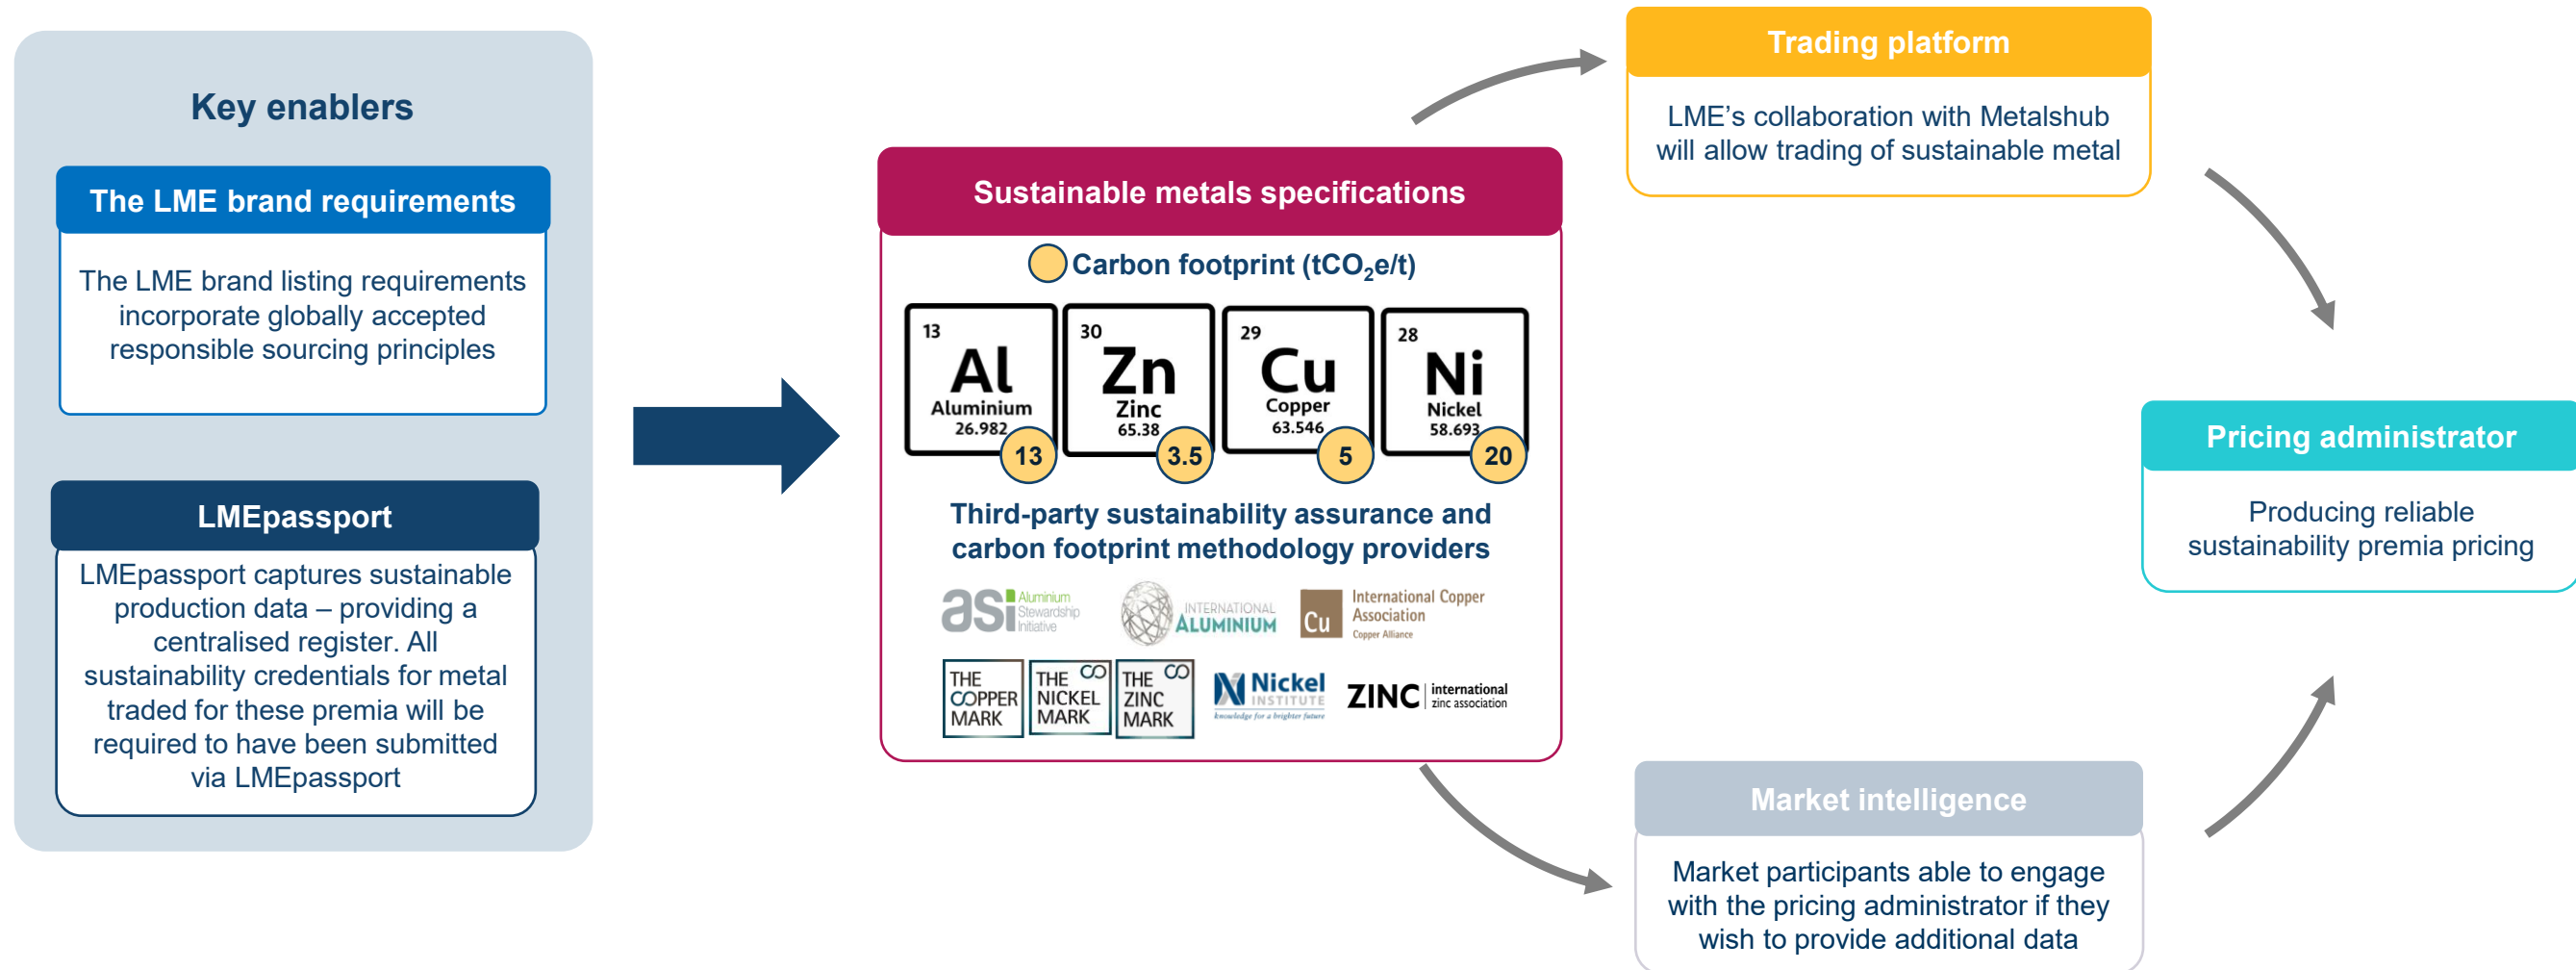 Key enablers
The LME brand requirements
The LME brand listing requirements
incorporate globally accepted
responsible sourcing principles
LMEpassport
LMEpassport captures sustainable
production data – providing a
centralised register. All
sustainability credentials for metal
traded for these premia will be
required to have been submitted
via LMEpassport
Sustainable metals specifications
Carbon footprint (tCO₂e/t)
13
Al
Aluminium
26.982
13
30
Zn
Zinc
65.38
3.5
29
Cu
Copper
63.546
5
28
Ni
Nickel
58.693
20
Third-party sustainability assurance and
carbon footprint methodology providers
asi
Aluminium
Stewardship
Initiative
INTERNATIONAL
ALUMINIUM
Cu
International Copper
Association
Copper Alliance
THE
COPPER
MARK
THE
NICKEL
MARK
THE
ZINC
MARK
Nickel
INSTITUTE
knowledge for a brighter future
ZINC
international
zinc association
Trading platform
LME’s collaboration with Metalshub
will allow trading of sustainable metal
Pricing administrator
Producing reliable
sustainability premia pricing
Market intelligence
Market participants able to engage
with the pricing administrator if they
wish to provide additional data